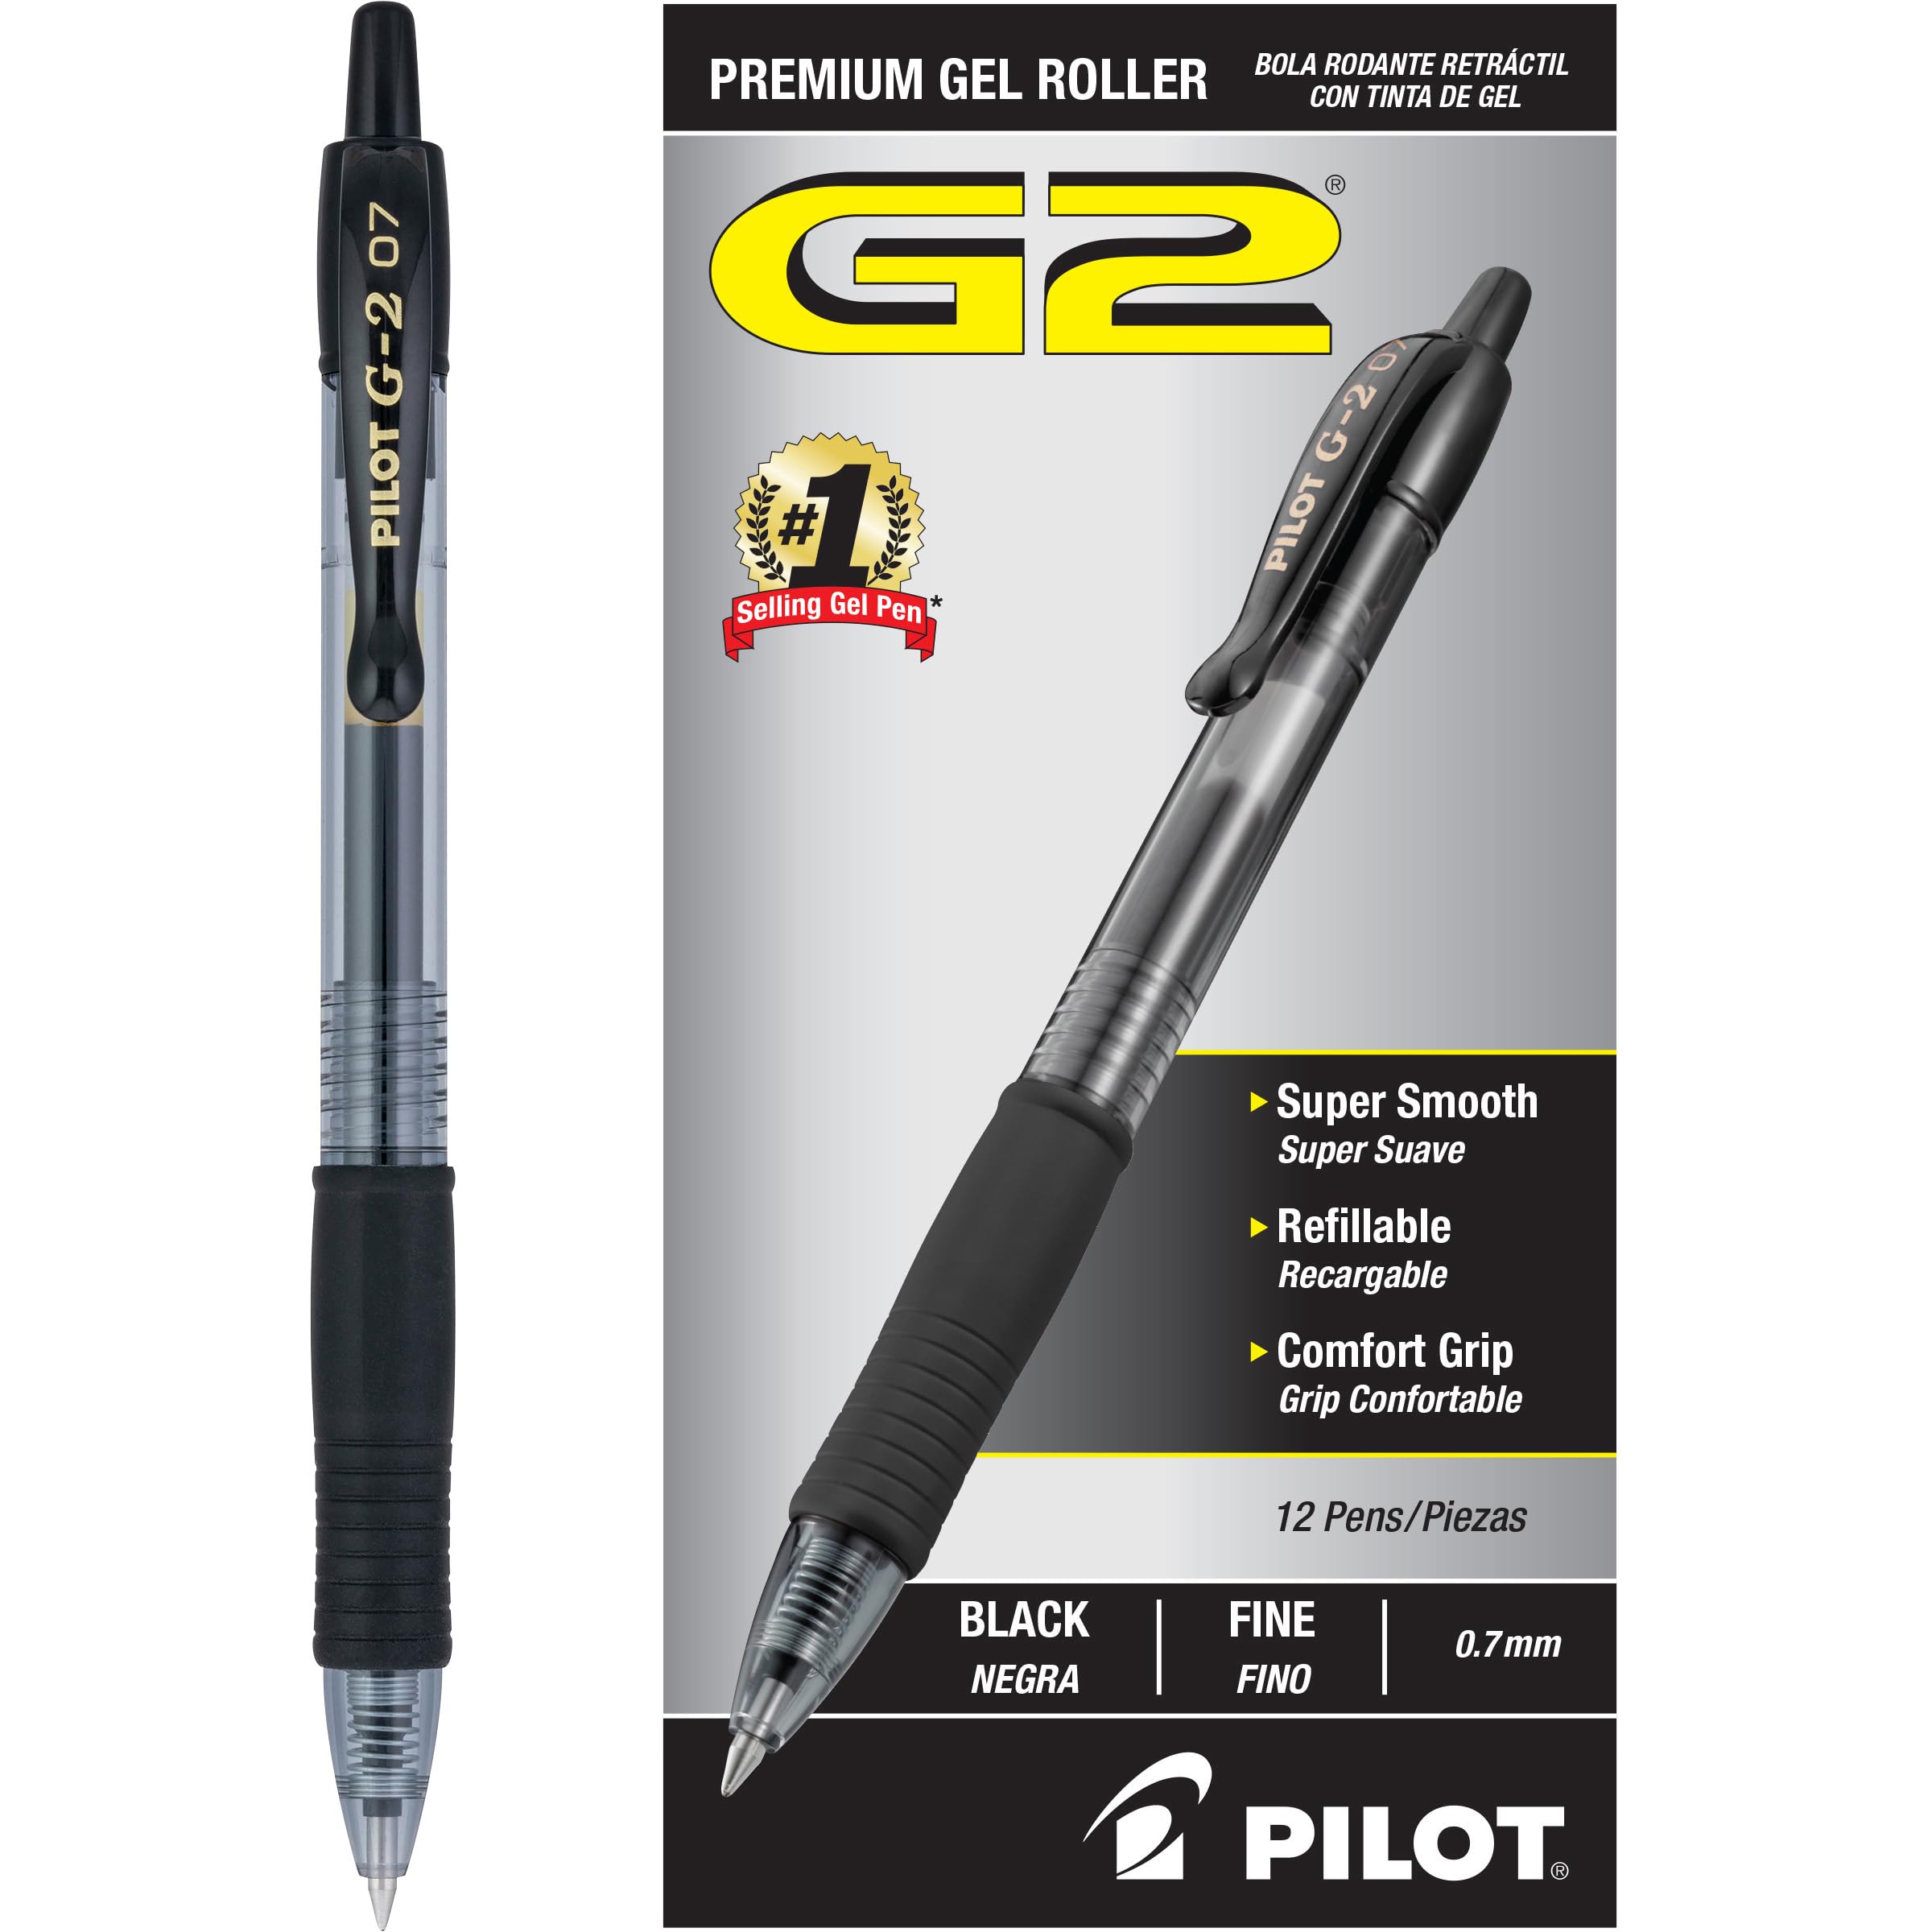 PILOT G-2 07
PREMIUM GEL ROLLER
BOLA RODANTE RETRÁCTIL
CON TINTA DE GEL
G2®
#1
Selling Gel Pen*
PILOT G-2 07
Super Smooth
Super Suave
Refillable
Recargable
Comfort Grip
Grip Confortable
12 Pens/Piezas
BLACK
NEGRA
FINE
FINO
0.7mm
PILOT®